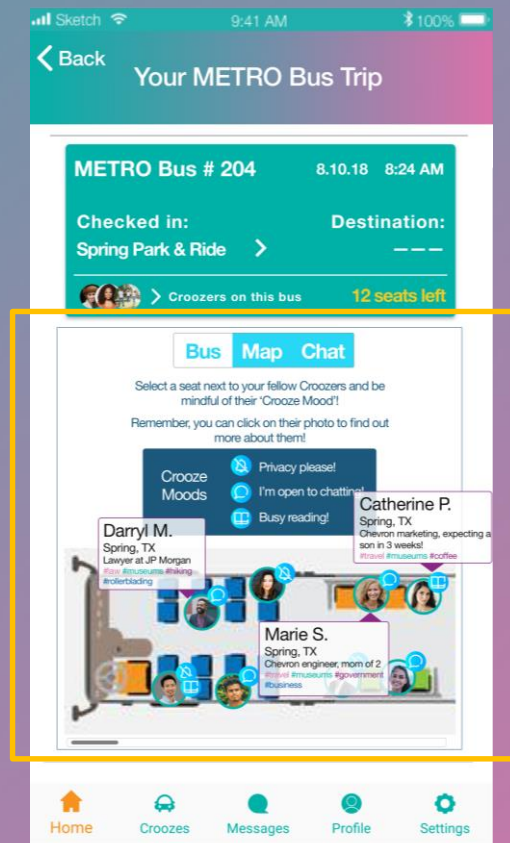 Sketch 9:41 AM 100%
Back
Your METRO Bus Trip
METRO Bus # 204 8.10.18 8:24 AM
Checked in: Destination:
Spring Park & Ride > ---
> Croozers on this bus 12 seats left
Bus Map Chat
Select a seat next to your fellow Croozers and be
mindful of their 'Crooze Mood'!
Remember, you can click on their photo to find out
more about them!
Crooze
Moods
Privacy please!
I'm open to chatting!
Busy reading!
Catherine P.
Spring, TX
Chevron marketing, expecting a
son in 3 weeks!
#travel #museums #coffee
Darryl M.
Spring, TX
Lawyer at JP Morgan
#law #museums #hiking
#rollerblading
Marie S.
Spring, TX
Chevron engineer, mom of 2
#travel #museums #government
#business
Home Croozes Messages Profile Settings